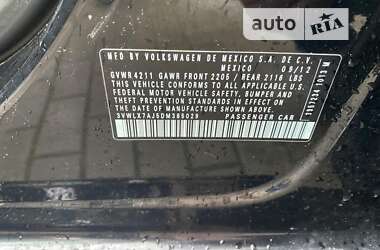 auto RIA
MFD BY VOLKSWAGEN DE MEXICO S.A. DE C.V.
MEXICO 09/12
GVWR 4211 GAWR FRONT 2205 / REAR 2116 LBS
THIS VEHICLE CONFORMS TO ALL APPLICABLE U.S.
FEDERAL MOTOR VEHICLE SAFETY, BUMPER AND
THEFT PREVENTION STANDARDS IN EFFECT ON THE
DATE OF MANUFACTURE SHOWN ABOVE.
PASSENGER CAR